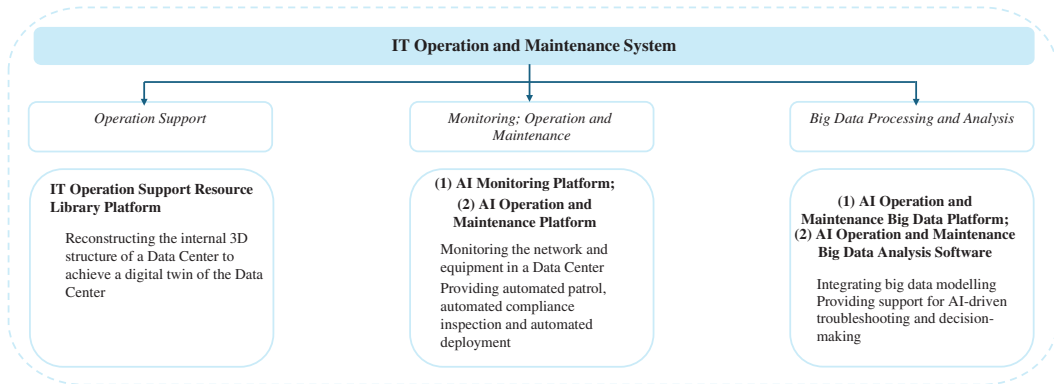 IT Operation and Maintenance System
Operation Support
Monitoring; Operation and
Maintenance
Big Data Processing and Analysis
IT Operation Support Resource
Library Platform
Reconstructing the internal 3D
structure of a Data Center to
achieve a digital twin of the Data
Center
(1) AI Monitoring Platform;
(2) AI Operation and
Maintenance Platform
Monitoring the network and
equipment in a Data Center
Providing automated patrol,
automated compliance
inspection and automated
deployment
(1) AI Operation and
Maintenance Big Data Platform;
(2) AI Operation and Maintenance
Big Data Analysis Software
Integrating big data modelling
Providing support for AI-driven
troubleshooting and decision-
making